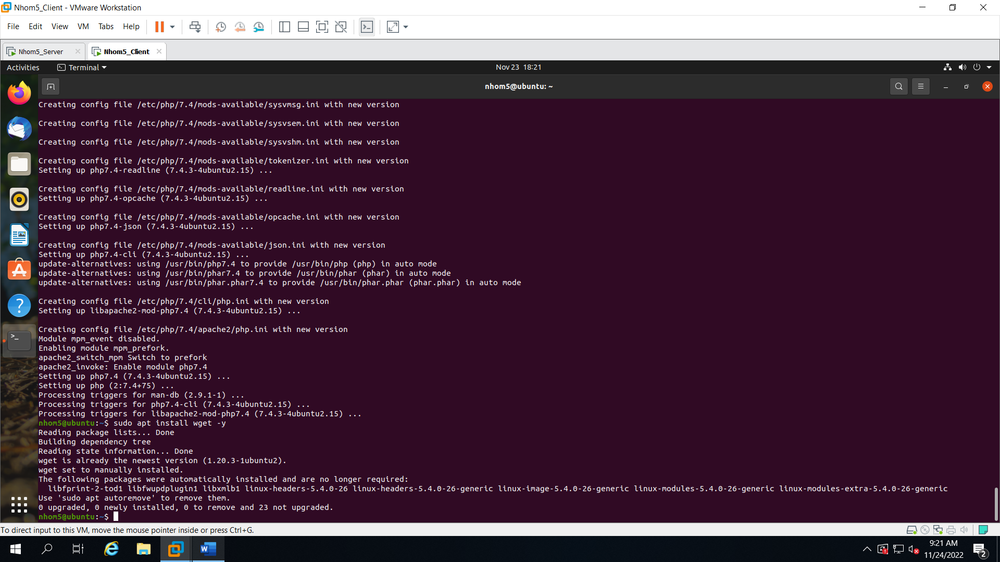 Nhom5_Client - VMware Workstation
File Edit View VM Tabs Help
Nhom5_Server
Nhom5_Client
Activities
Terminal
Nov 23 18:21
nhom5@ubuntu: ~
Creating config file /etc/php/7.4/mods-available/sysvmsg.ini with new version
Creating config file /etc/php/7.4/mods-available/sysvsem.ini with new version
Creating config file /etc/php/7.4/mods-available/sysvshm.ini with new version
Creating config file /etc/php/7.4/mods-available/tokenizer.ini with new version
Setting up php7.4-readline (7.4.3-4ubuntu2.15) ...
Creating config file /etc/php/7.4/mods-available/readline.ini with new version
Setting up php7.4-opcache (7.4.3-4ubuntu2.15) ...
Creating config file /etc/php/7.4/mods-available/opcache.ini with new version
Setting up php7.4-json (7.4.3-4ubuntu2.15) ...
Creating config file /etc/php/7.4/mods-available/json.ini with new version
Setting up php7.4-cli (7.4.3-4ubuntu2.15) ...
update-alternatives: using /usr/bin/php7.4 to provide /usr/bin/php (php) in auto mode
update-alternatives: using /usr/bin/phar7.4 to provide /usr/bin/phar (phar) in auto mode
update-alternatives: using /usr/bin/phar.phar7.4 to provide /usr/bin/phar.phar (phar.phar) in auto mode
Creating config file /etc/php/7.4/cli/php.ini with new version
Setting up libapache2-mod-php7.4 (7.4.3-4ubuntu2.15) ...
Creating config file /etc/php/7.4/apache2/php.ini with new version
Module mpm_event disabled.
Enabling module mpm_prefork.
apache2_switch_mpm Switch to prefork
apache2_invoke: Enable module php7.4
Setting up php7.4 (7.4.3-4ubuntu2.15) ...
Setting up php (2:7.4+75) ...
Processing triggers for man-db (2.9.1-1) ...
Processing triggers for php7.4-cli (7.4.3-4ubuntu2.15) ...
Processing triggers for libapache2-mod-php7.4 (7.4.3-4ubuntu2.15) ...
nhom5@ubuntu:~$ sudo apt install wget -y
Reading package lists... Done
Building dependency tree
Reading state information... Done
wget is already the newest version (1.20.3-1ubuntu2).
wget set to manually installed.
The following packages were automatically installed and are no longer required:
libfprint-2-tod1 libfwupdplugin1 libxmlb1 linux-headers-5.4.0-26 linux-headers-5.4.0-26-generic linux-image-5.4.0-26-generic linux-modules-5.4.0-26-generic linux-modules-extra-5.4.0-26-generic
Use 'sudo apt autoremove' to remove them.
0 upgraded, 0 newly installed, 0 to remove and 23 not upgraded.
nhom5@ubuntu:~$
To direct input to this VM, move the mouse pointer inside or press Ctrl+G.
9:21 AM
11/24/2022
2